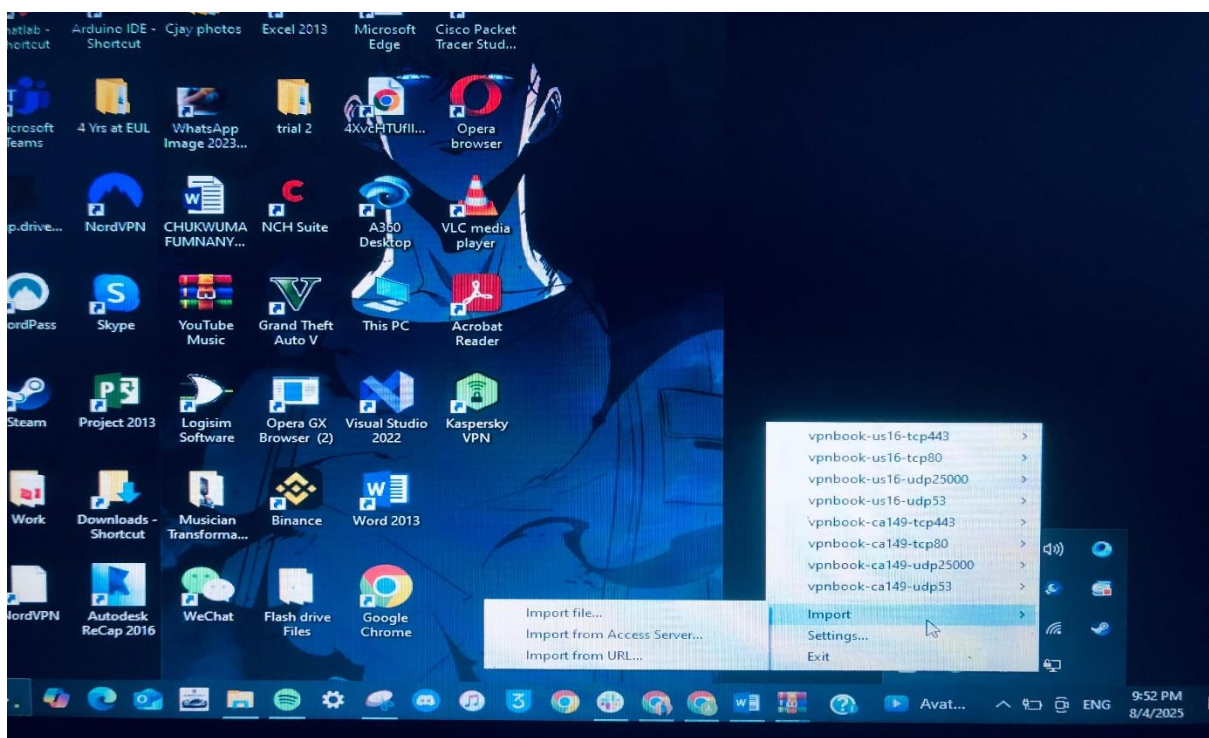 Arduino IDE -
Shortcut
Cjay photos
Excel 2013
Microsoft
Edge
Cisco Packet
Tracer Stud...
4 Yrs at EUL
WhatsApp
Image 2023...
trial 2
Opera
browser
Teams
p.drive...
NordVPN
CHUKWUMA
FUMNANY...
NCH Suite
A360
Desktop
VLC media
player
ordPass
Skype
YouTube
Music
Grand Theft
Auto V
This PC
Acrobat
Reader
Steam
Project 2013
Logisim
Software
Opera GX
Browser (2)
Visual Studio
2022
Kaspersky
VPN
Work
Downloads -
Shortcut
Musician
Transforma...
Binance
Word 2013
NordVPN
Autodesk
ReCap 2016
WeChat
Flash drive
Files
Google
Chrome
vpnbook-us16-tcp443
vpnbook-us16-tcp80
vpnbook-us16-udp25000
vpnbook-us16-udp53
vpnbook-ca149-tcp443
vpnbook-ca149-tcp80
vpnbook-ca149-udp25000
vpnbook-ca149-udp53
Import
Settings...
Exit
Import file...
Import from Access Server...
Import from URL...
Avat...
ENG
9:52 PM
8/4/2025